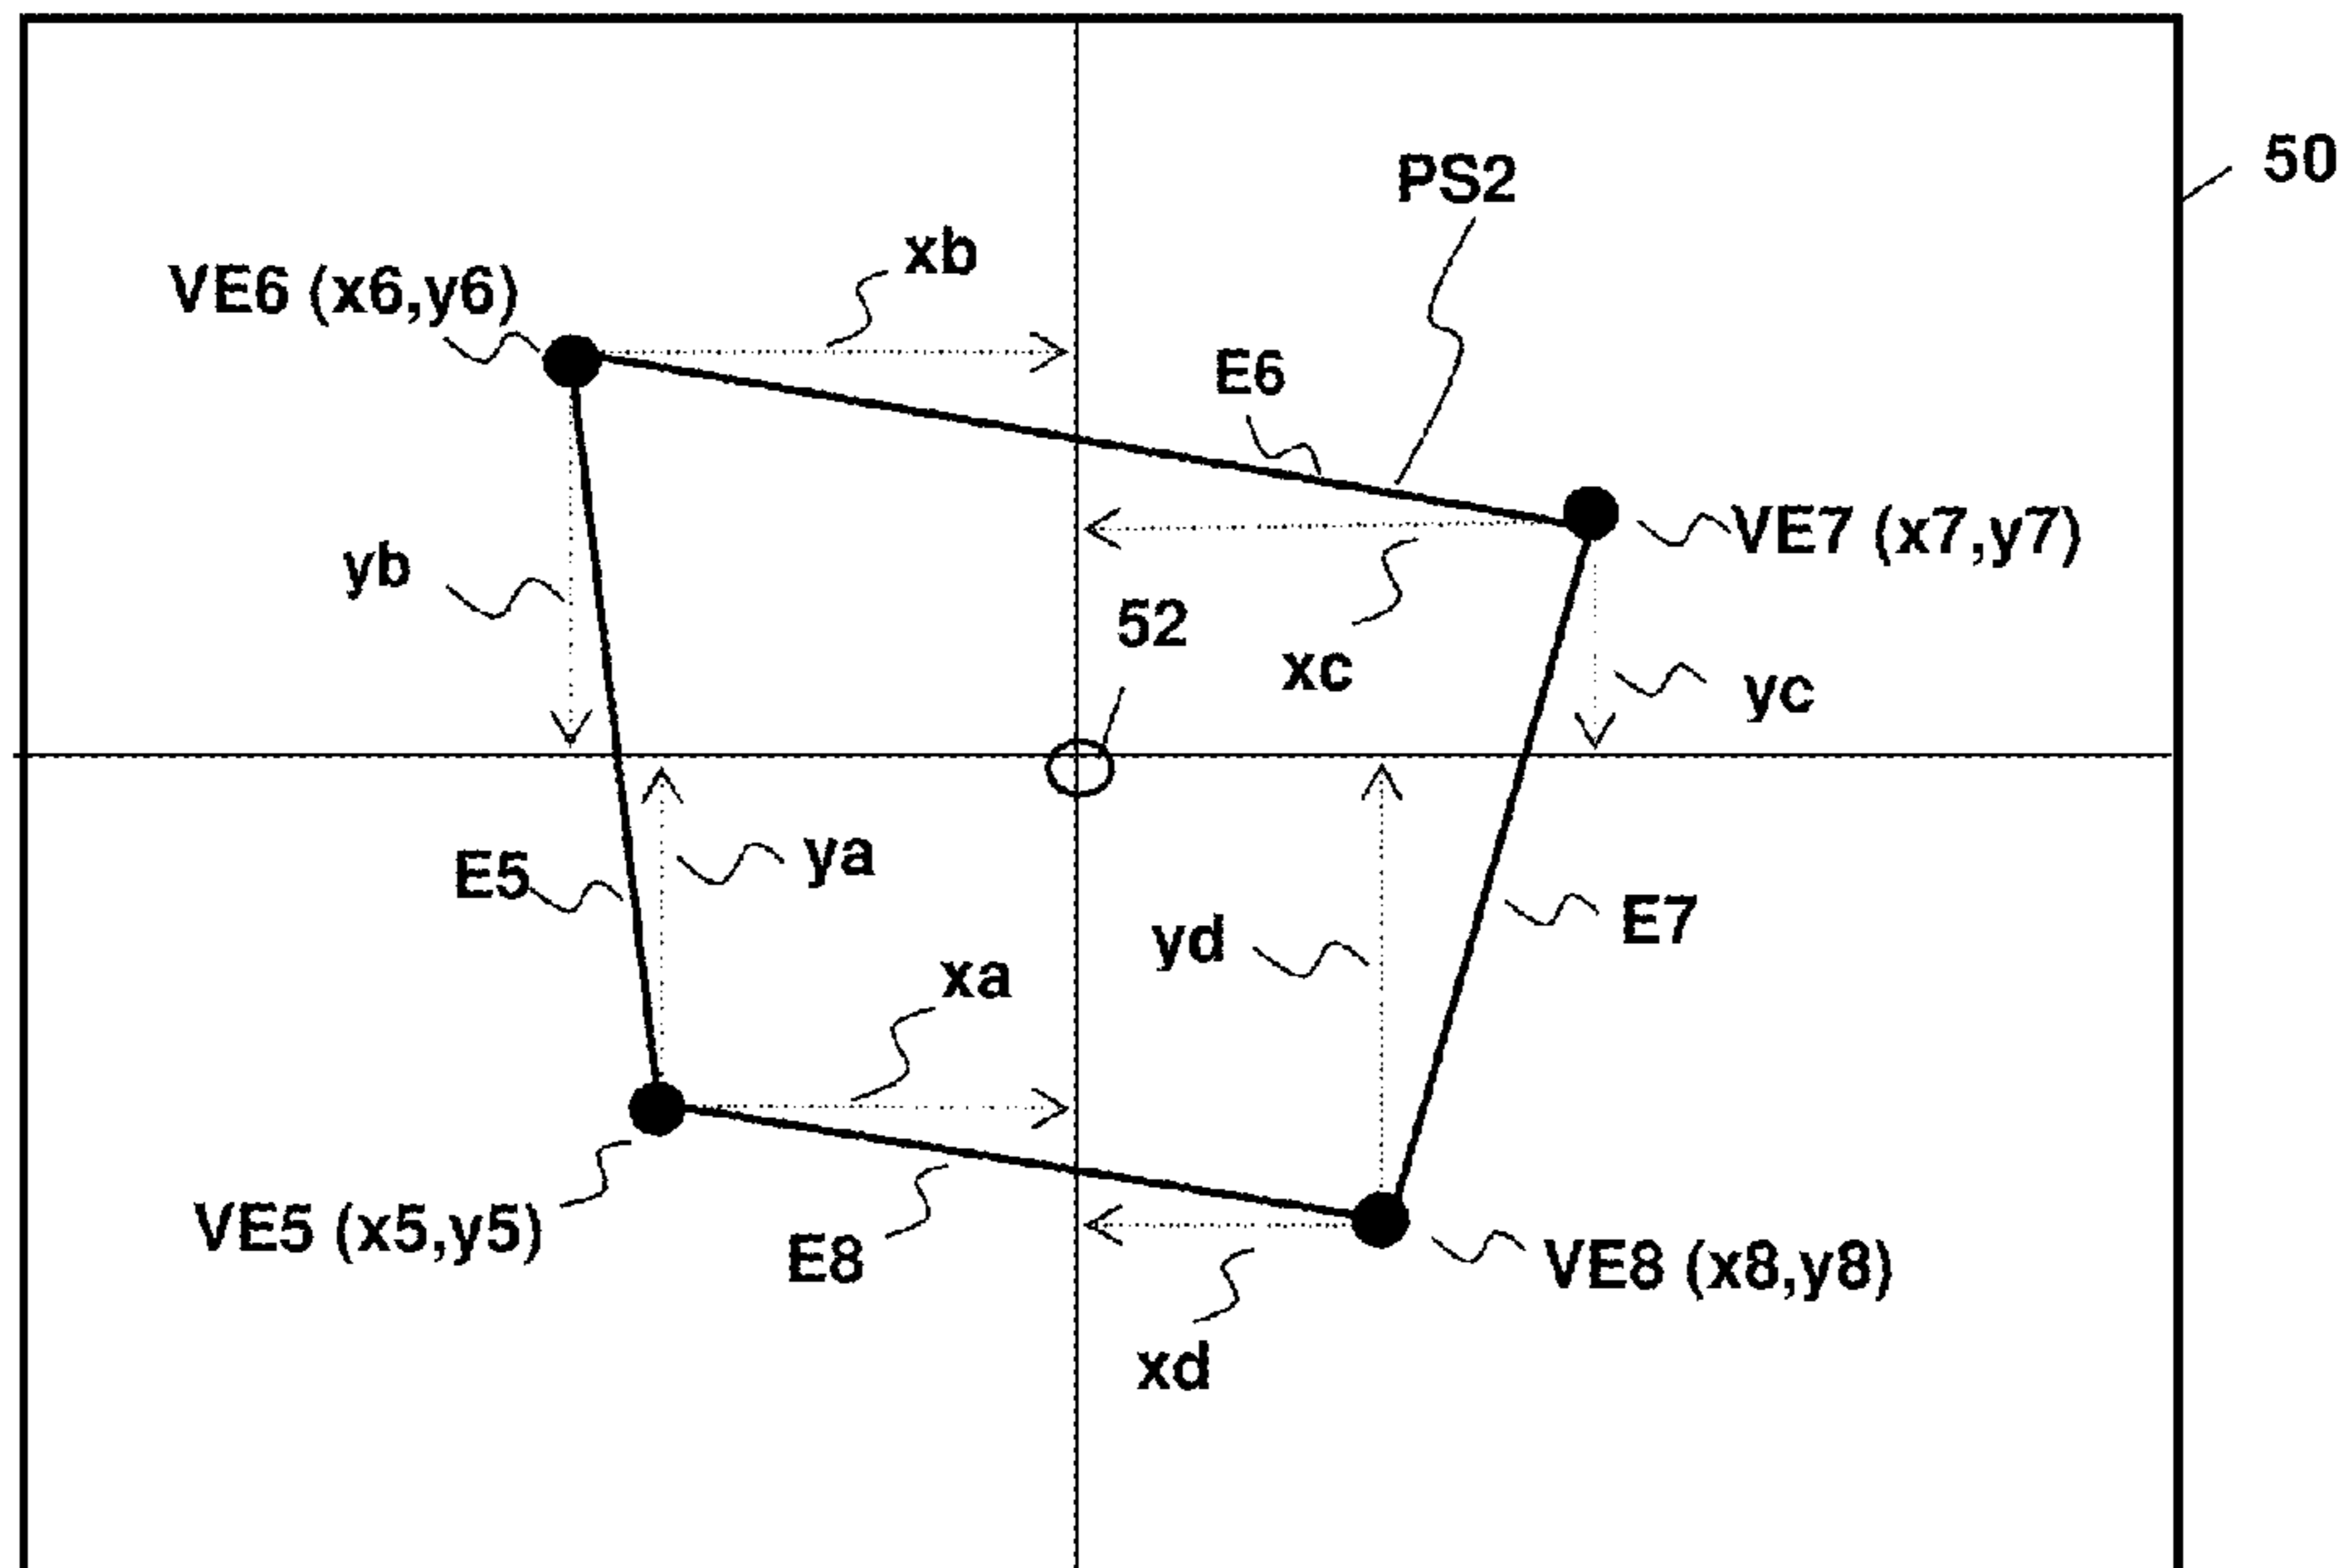 50
PS2
xb
VE6 (x6,y6)
E6
VE7 (x7,y7)
yb
52
xc
yc
ya
E5
E7
yd
xa
VE5 (x5,y5)
E8
VE8 (x8,y8)
xd